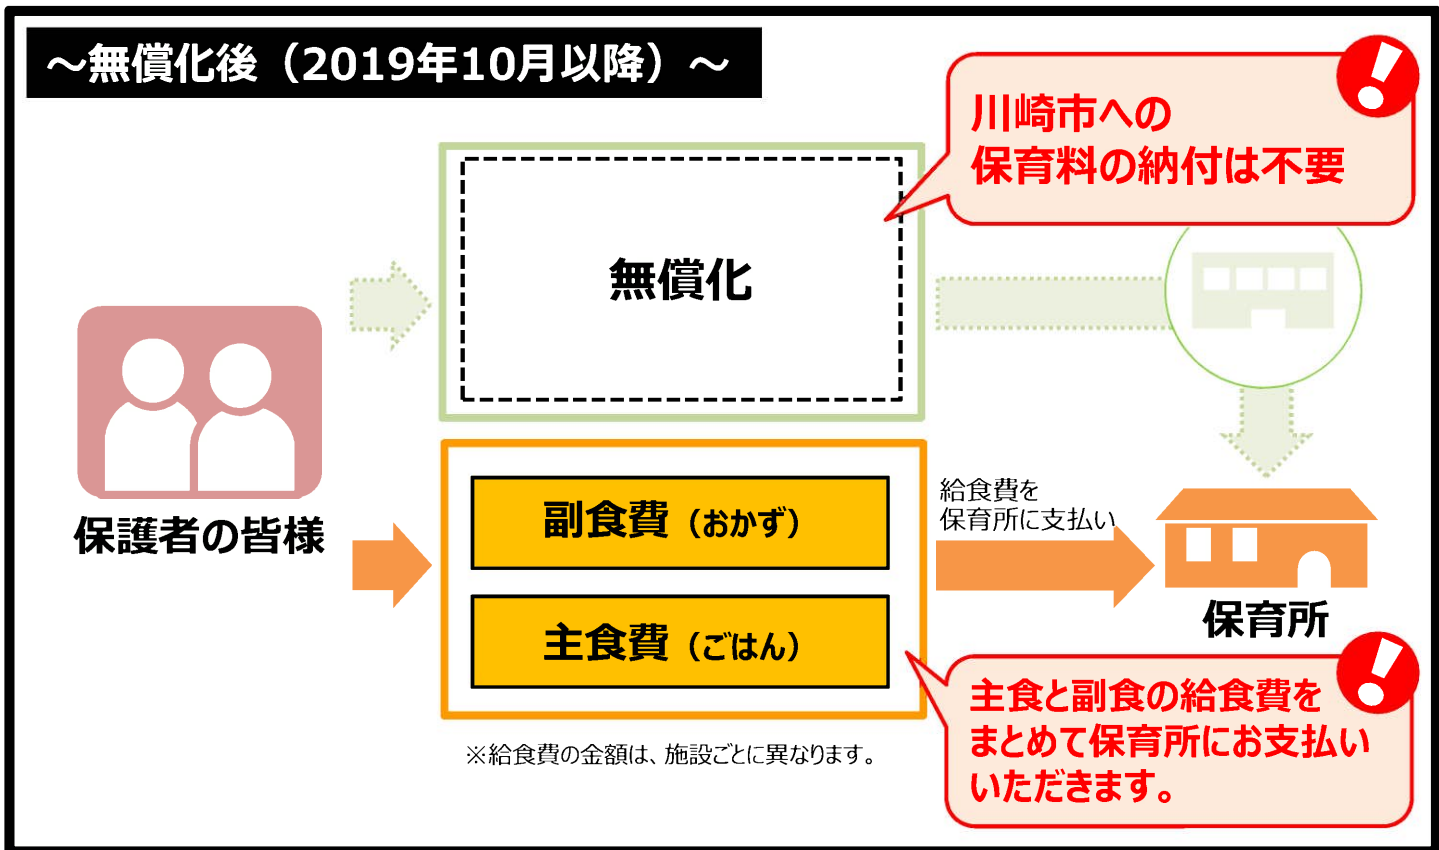 ～無償化後（2019年10月以降）～
川崎市への
保育料の納付は不要
無償化
保護者の皆様
副食費（おかず）
主食費（ごはん）
給食費を
保育所に支払い
保育所
主食と副食の給食費を
まとめて保育所にお支払い
いただきます。
※給食費の金額は、施設ごとに異なります。